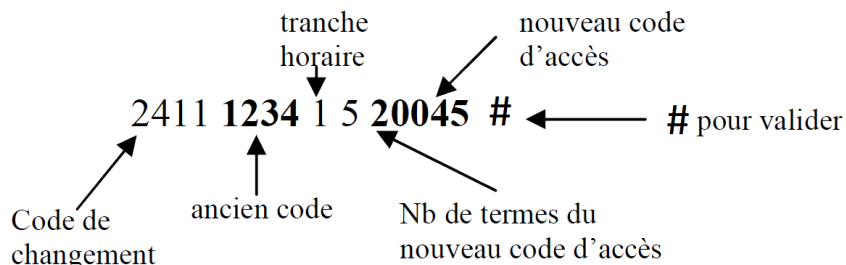 tranche
horaire
nouveau code
d'accès
2411 1234 1 5 20045 #
# pour valider
Code de
changement
ancien code
Nb de termes du
nouveau code d'accès